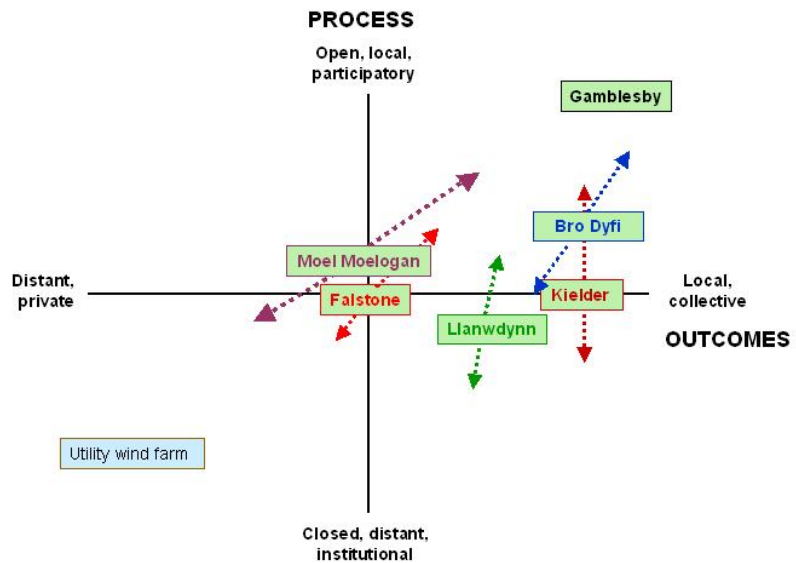 PROCESS
Open, local,
participatory
Gamblesby
Bro Dyfi
Moel Moelogan
Distant,
private
Falstone
Kielder
Local,
collective
Llanwdynn
OUTCOMES
Utility wind farm
Closed, distant,
institutional